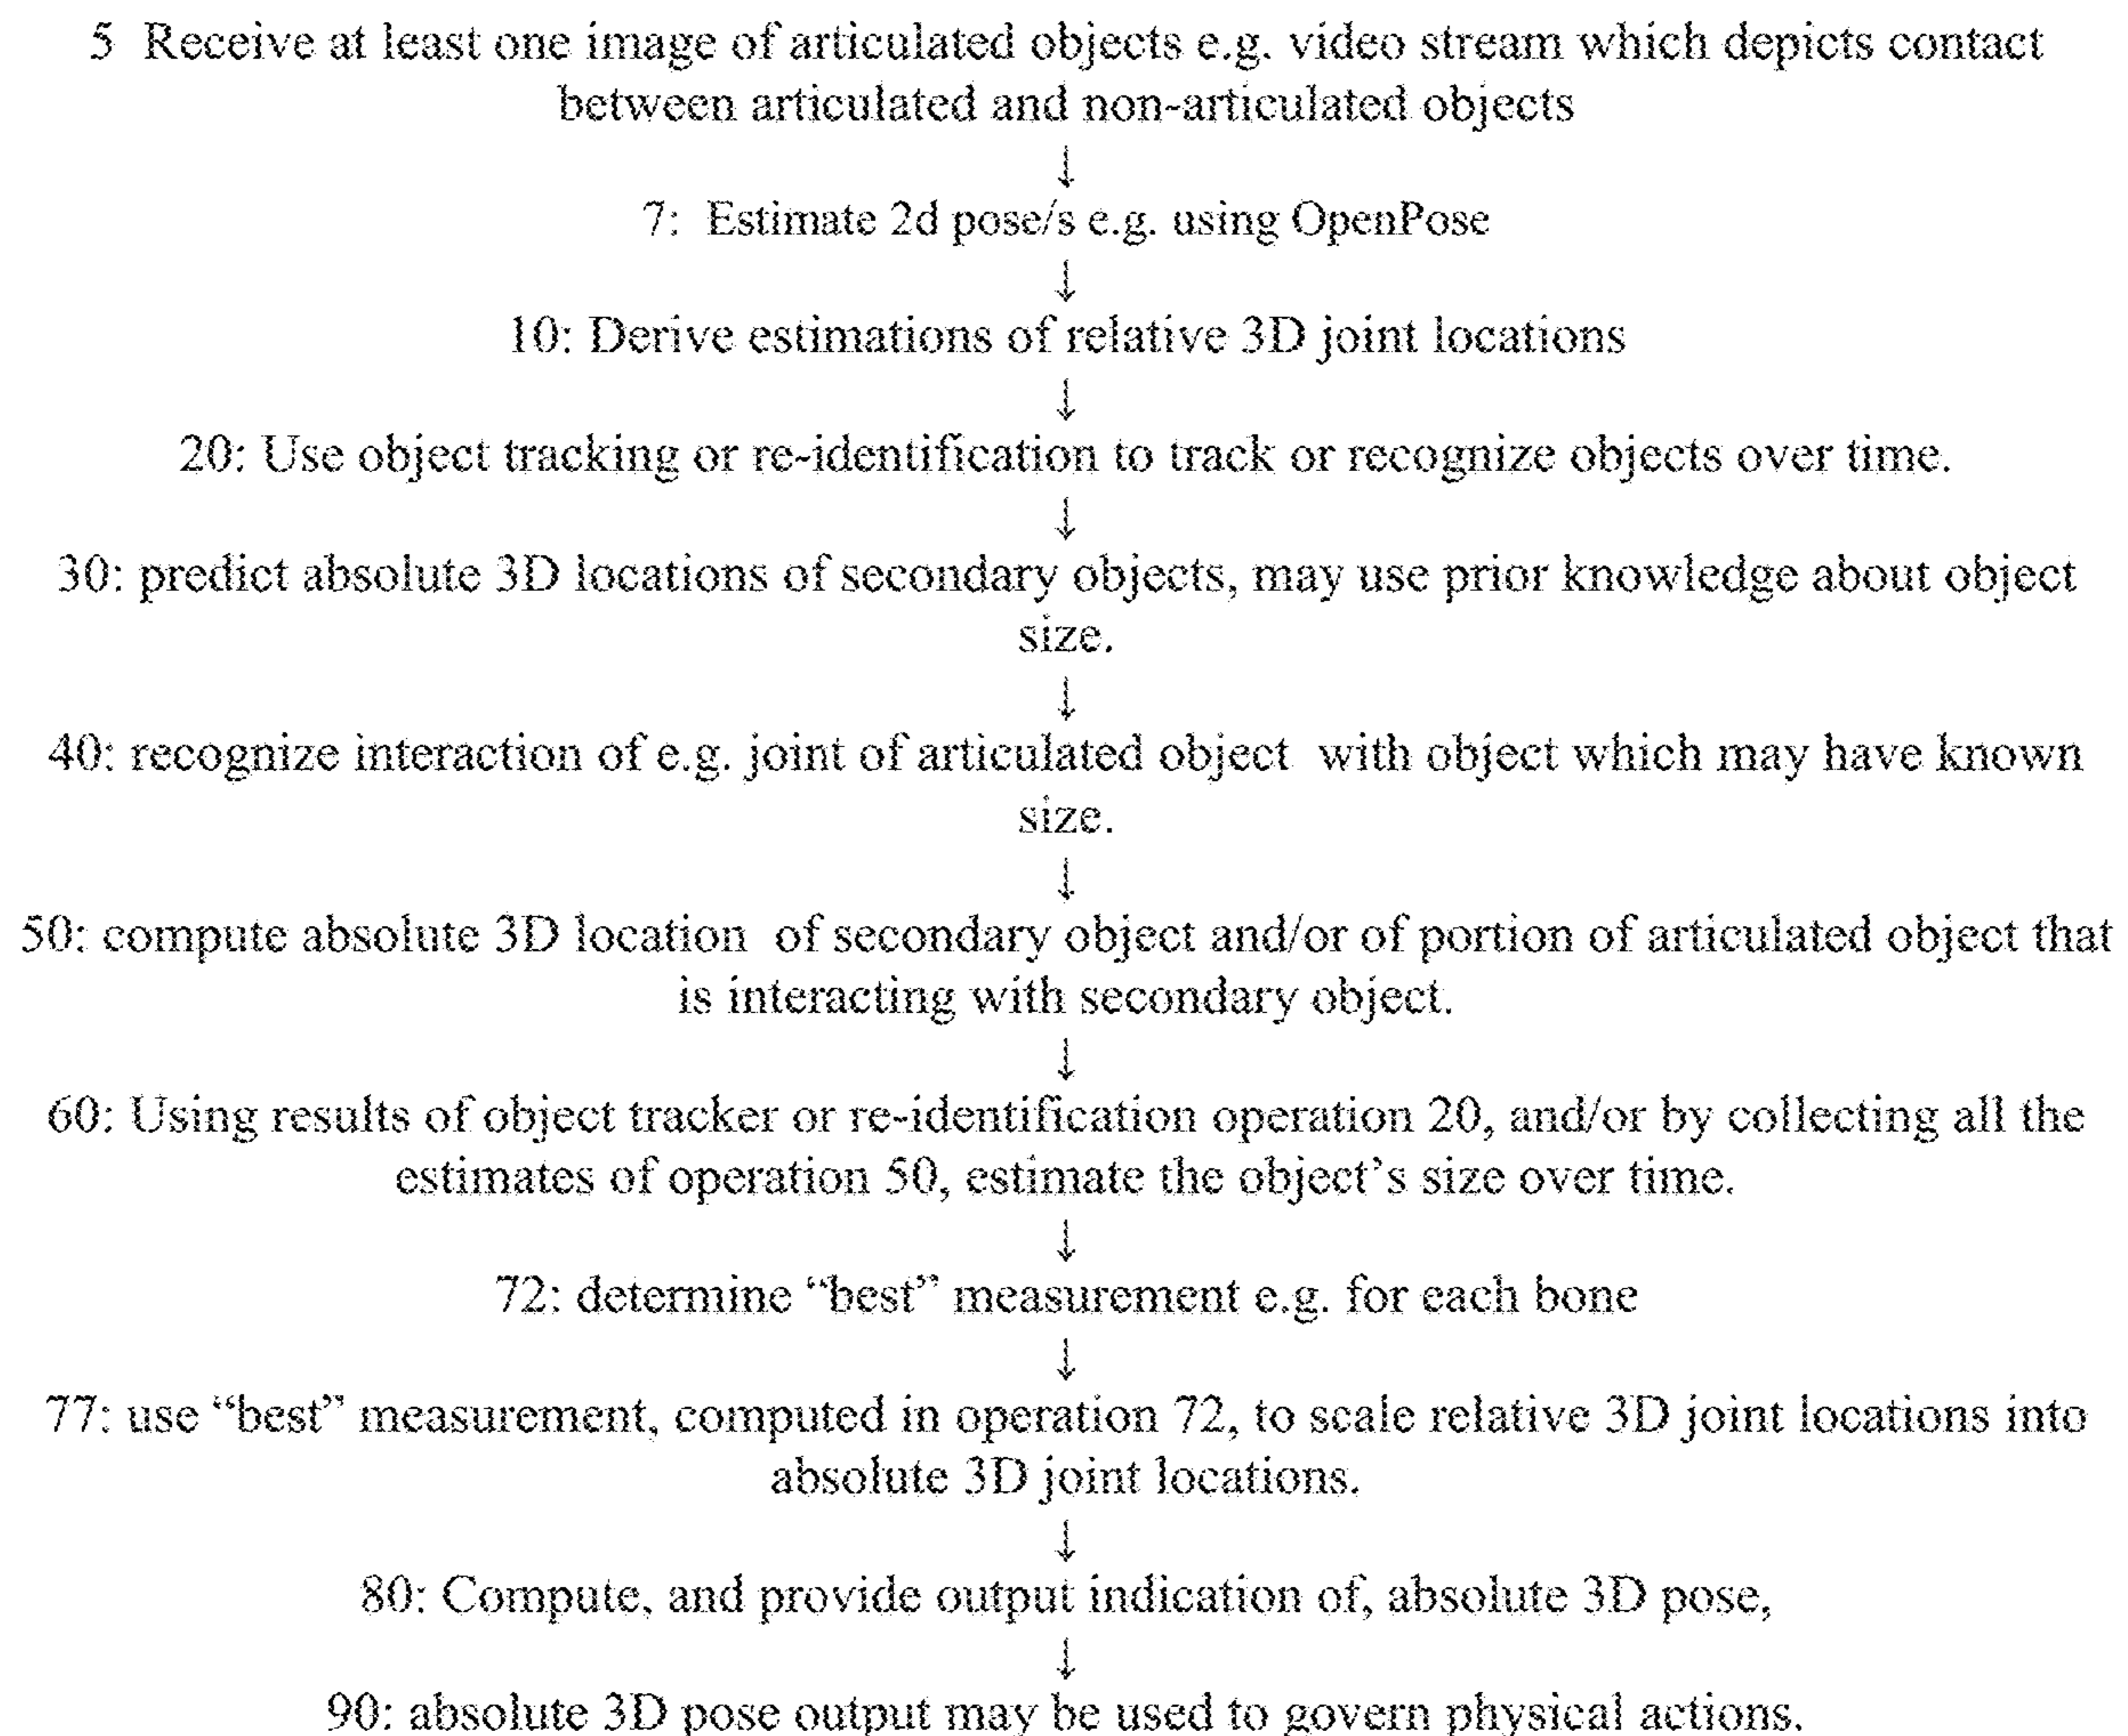 5 Receive at least one image of articulated objects e.g. video stream which depicts contact
between articulated and non-articulated objects
↓
7: Estimate 2d pose/s e.g. using OpenPose
↓
10: Derive estimations of relative 3D joint locations
↓
20: Use object tracking or re-identification to track or recognize objects over time.
↓
30: predict absolute 3D locations of secondary objects, may use prior knowledge about object
size.
↓
40: recognize interaction of e.g. joint of articulated object with object which may have known
size.
↓
50: compute absolute 3D location of secondary object and/or of portion of articulated object that
is interacting with secondary object.
↓
60: Using results of object tracker or re-identification operation 20, and/or by collecting all the
estimates of operation 50, estimate the object's size over time.
↓
72: determine “best” measurement e.g. for each bone
↓
77: use “best” measurement, computed in operation 72, to scale relative 3D joint locations into
absolute 3D joint locations.
↓
80: Compute, and provide output indication of, absolute 3D pose,
↓
90: absolute 3D pose output may be used to govern physical actions.